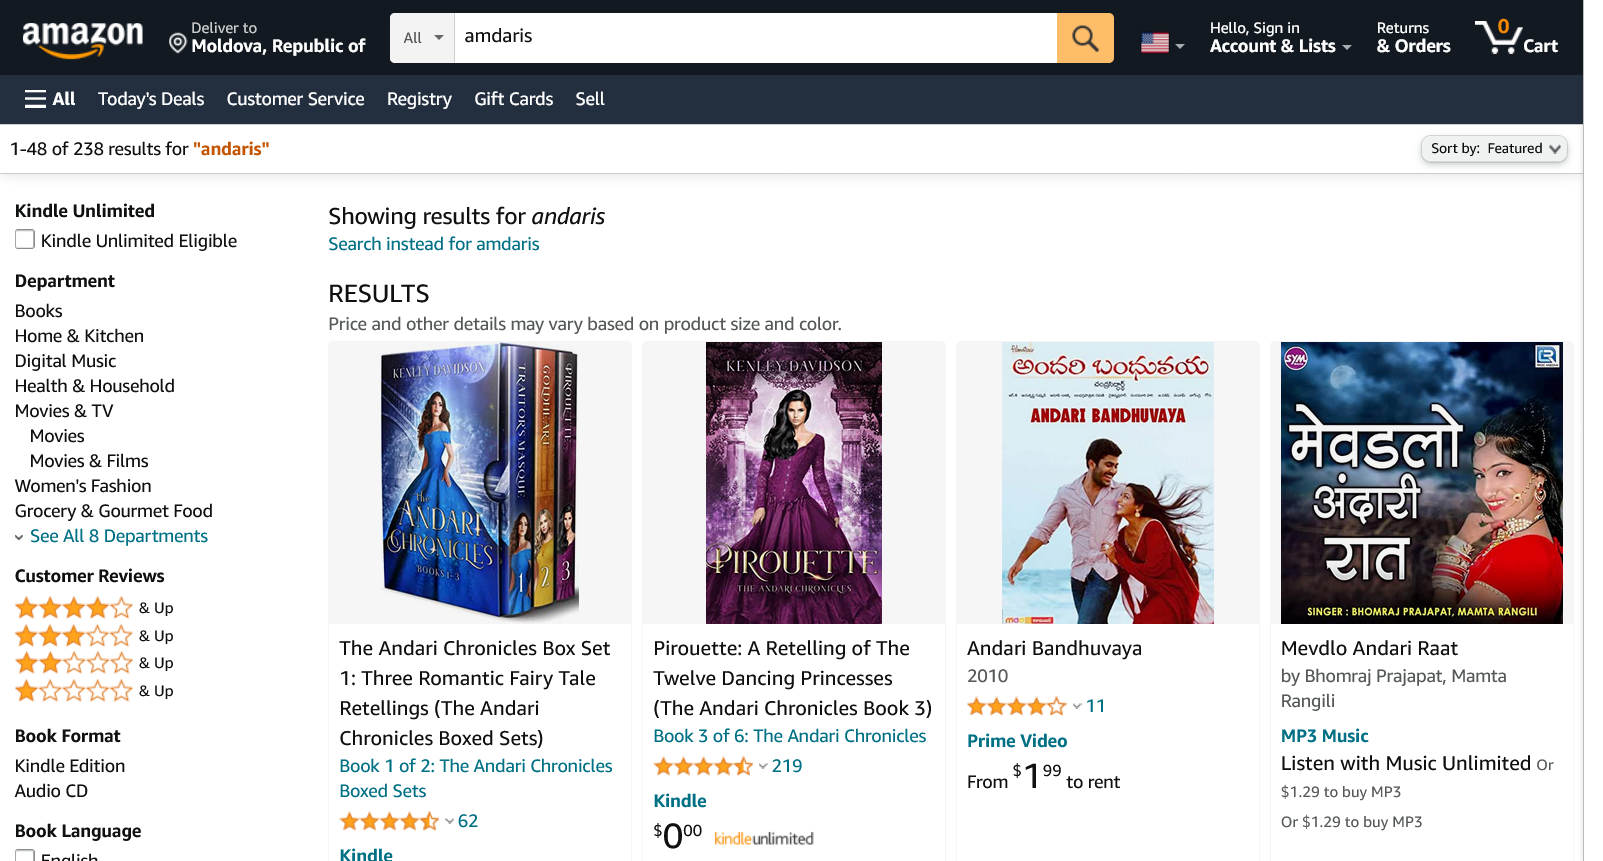 amazon
Deliver to
Moldova, Republic of
All
amdaris
Hello, Sign in
Account & Lists
Returns
& Orders
0
Cart
All
Today's Deals
Customer Service
Registry
Gift Cards
Sell
1-48 of 238 results for "andaris"
Sort by: Featured
Kindle Unlimited
Kindle Unlimited Eligible
Department
Books
Home & Kitchen
Digital Music
Health & Household
Movies & TV
Movies
Movies & Films
Women's Fashion
Grocery & Gourmet Food
See All 8 Departments
Customer Reviews
& Up
& Up
& Up
& Up
Book Format
Kindle Edition
Audio CD
Book Language
English
Showing results for andaris
Search instead for amdaris
RESULTS
Price and other details may vary based on product size and color.
KENLEY DAVIDSON
The
ANDARI
CHRONICLES
BOOKS 1-3
TRAITOR'S MASQUE
GOLDHEART
PIROUETTE
1
2
3
The Andari Chronicles Box Set
1: Three Romantic Fairy Tale
Retellings (The Andari
Chronicles Boxed Sets)
Book 1 of 2: The Andari Chronicles
Boxed Sets
62
Kindle
KENLEY DAVIDSON
PIROUETTE
THE ANDARI CHRONICLES
Pirouette: A Retelling of The
Twelve Dancing Princesses
(The Andari Chronicles Book 3)
Book 3 of 6: The Andari Chronicles
219
Kindle
$0.00 kindleunlimited
అందరి బంధువయ
ANDARI BANDHUVAYA
Andari Bandhuvaya
2010
11
Prime Video
From $1.99 to rent
SYM
मेवडलो
अंदारी
रात
SINGER : BHOMRAJ PRAJAPAT, MAMTA RANGILI
Mevdlo Andari Raat
by Bhomraj Prajapat, Mamta
Rangili
MP3 Music
Listen with Music Unlimited Or
$1.29 to buy MP3
Or $1.29 to buy MP3